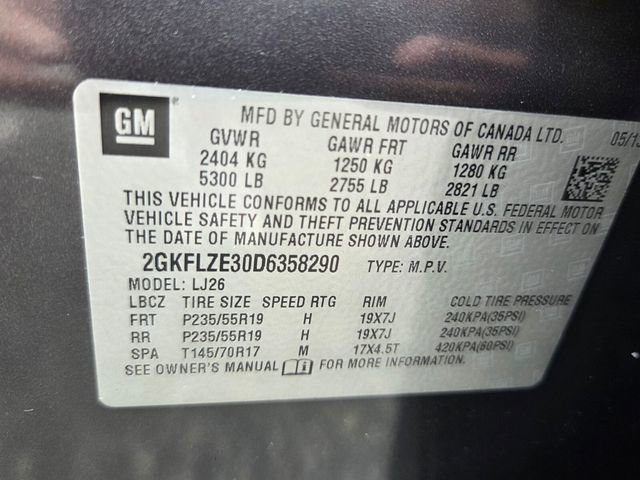 GM
MFD BY GENERAL MOTORS OF CANADA LTD. 05/13
GVWR GAWR FRT GAWR RR
2404 KG 1250 KG 1280 KG
5300 LB 2755 LB 2821 LB
THIS VEHICLE CONFORMS TO ALL APPLICABLE U.S. FEDERAL MOTOR
VEHICLE SAFETY AND THEFT PREVENTION STANDARDS IN EFFECT ON
THE DATE OF MANUFACTURE SHOWN ABOVE.
2GKFLZE30D6358290 TYPE: M.P.V.
MODEL: LJ26
LBCZ TIRE SIZE SPEED RTG RIM COLD TIRE PRESSURE
FRT P235/55R19 H 19X7J 240KPA(35PSI)
RR P235/55R19 H 19X7J 240KPA(35PSI)
SPA T145/70R17 M 17X4.5T 420KPA(60PSI)
SEE OWNER'S MANUAL FOR MORE INFORMATION.